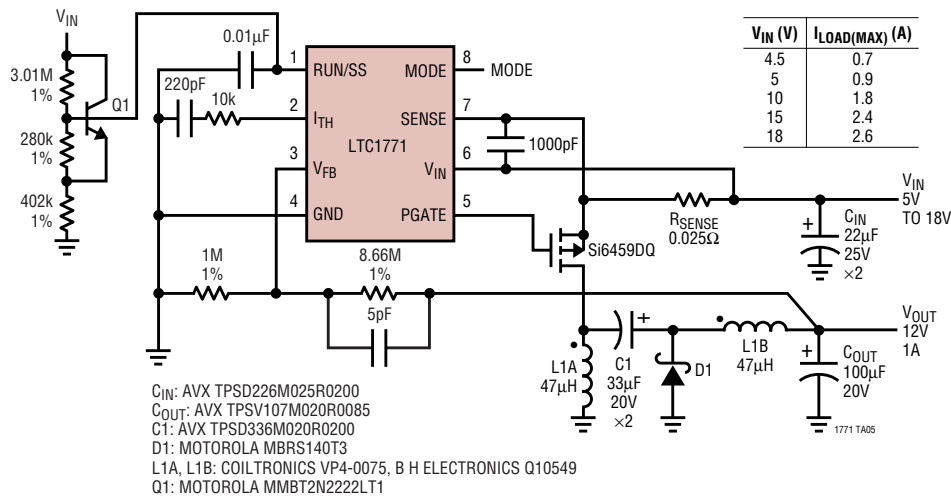 VIN
3.01M
1%
280k
1%
402k
1%
Q1
0.01µF
220pF
10k
1
RUN/SS
MODE
8
MODE
2
ITH
SENSE
7
LTC1771
1000pF
3
VFB
VIN
6
4
GND
PGATE
5
VIN (V) ILOAD(MAX) (A)
4.5 0.7
5 0.9
10 1.8
15 2.4
18 2.6
RSENSE
0.025Ω
Si6459DQ
+
CIN
22µF
25V
×2
VIN
5V
TO 18V
1M
1%
8.66M
1%
5pF
L1A
47µH
+
C1
33µF
20V
×2
D1
L1B
47µH
+
COUT
100µF
20V
VOUT
12V
1A
1771 TA05
CIN: AVX TPSD226M025R0200
COUT: AVX TPSV107M020R0085
C1: AVX TPSD336M020R0200
D1: MOTOROLA MBRS140T3
L1A, L1B: COILTRONICS VP4-0075, B H ELECTRONICS Q10549
Q1: MOTOROLA MMBT2N2222LT1